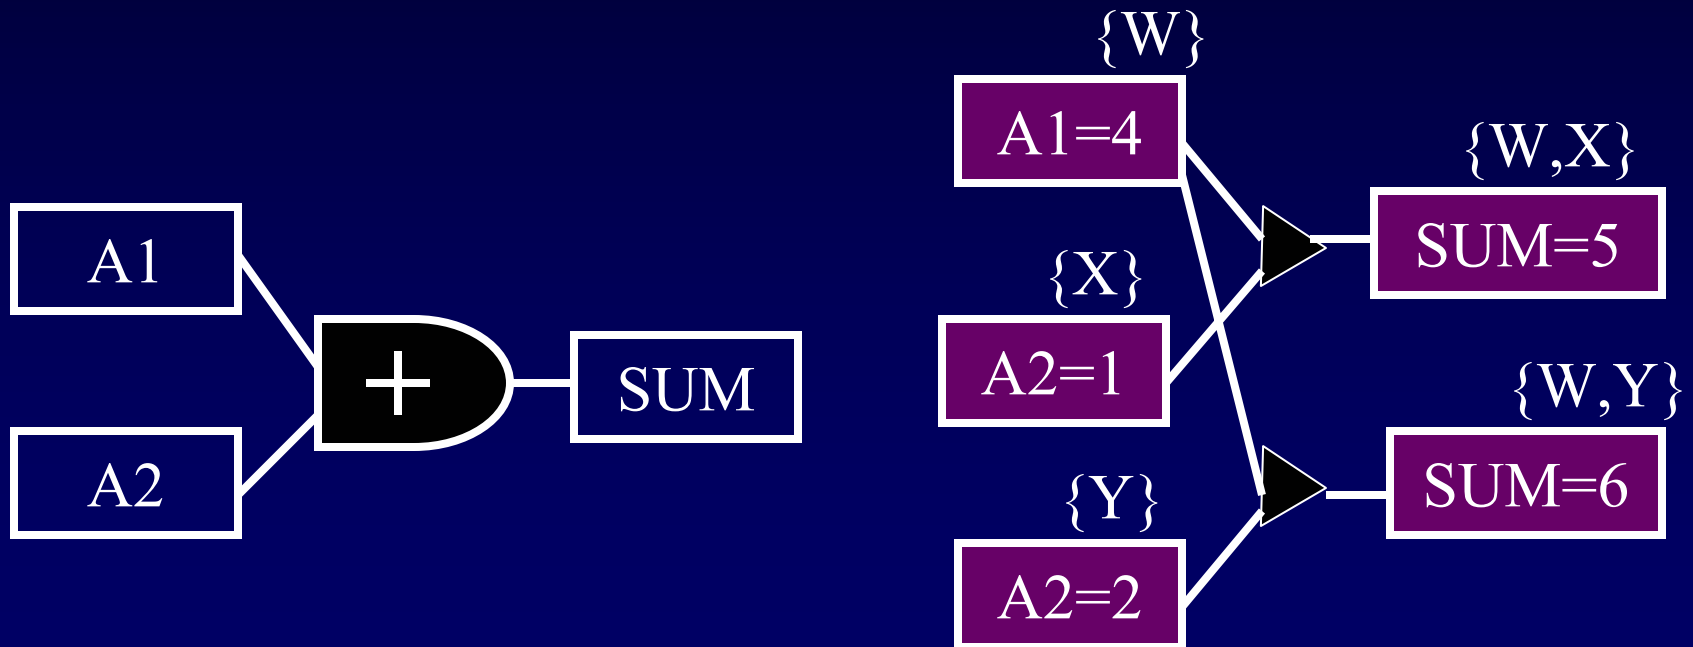 A1
A2
+
SUM
{W}
A1=4
{X}
A2=1
{Y}
A2=2
{W,X}
SUM=5
{W,Y}
SUM=6